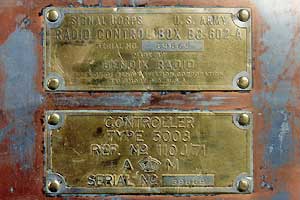 SIGNAL CORPS U.S. ARMY
RADIO CONTROL BOX BC-602-A
SERIAL NO.
BENDIX RADIO
CONTROLLER
TYPE 5003
REF. No 110J/71
A M
SERIAL No.